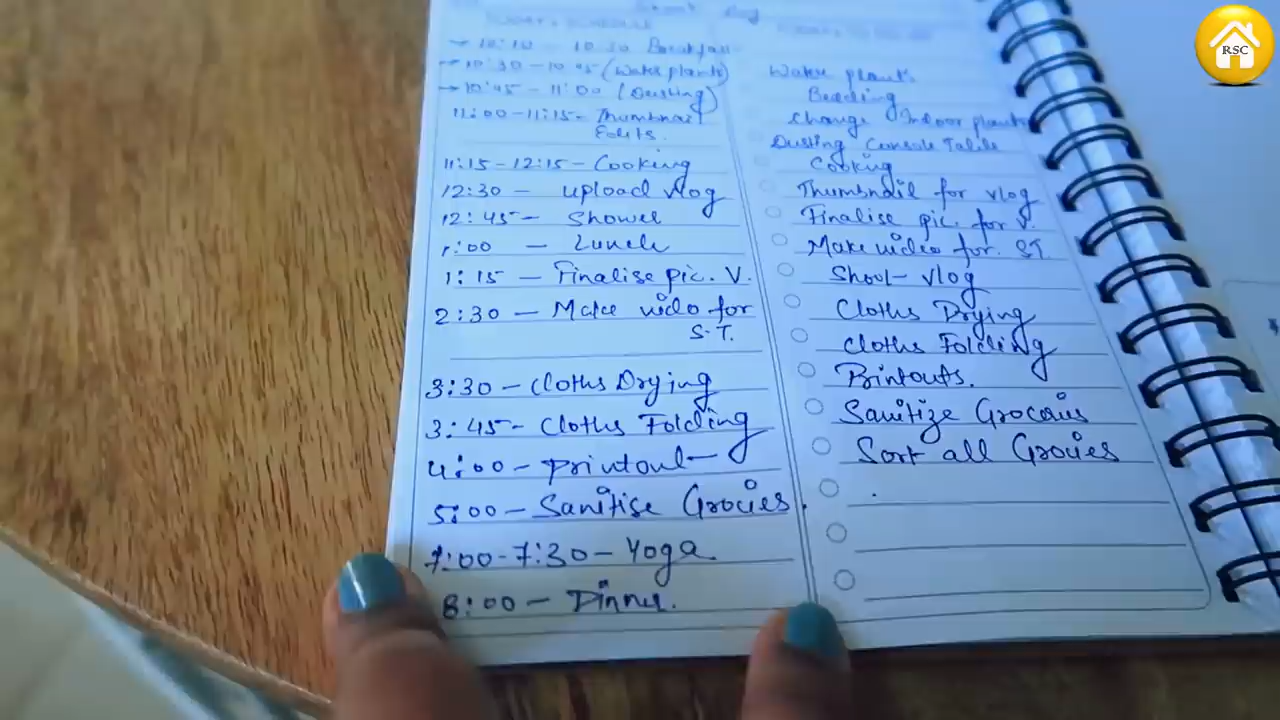 10:10 - 10:30 Breakfast
→ 10:30 - 10:45 (Water plants)
→ 10:45 - 11:00 (Dusting)
11:00 - 11:15 - Thumbnail
Edits.
11:15 - 12:15 - Cooking
12:30 - upload vlog
12:45 - Shower
1:00 - Lunch
1:15 - Finalise pic. V.
2:30 - Make vido for
S.T.
3:30 - Cloths Drying
3:45 - Cloths Folding
4:00 - Printout
5:00 - Sanitise Grocies.
7:00 - 7:30 - Yoga
8:00 - Dinner.
Water plants
Bedding
Change Indoor plants
Dusting Console Table
Cooking
Thumbnail for vlog
Finalise pic. for V.
Make video for ST.
Shoot - vlog
Cloths Drying
Cloths Folding
Printouts.
Sanitize Groceries
Sort all Grocies
RSC